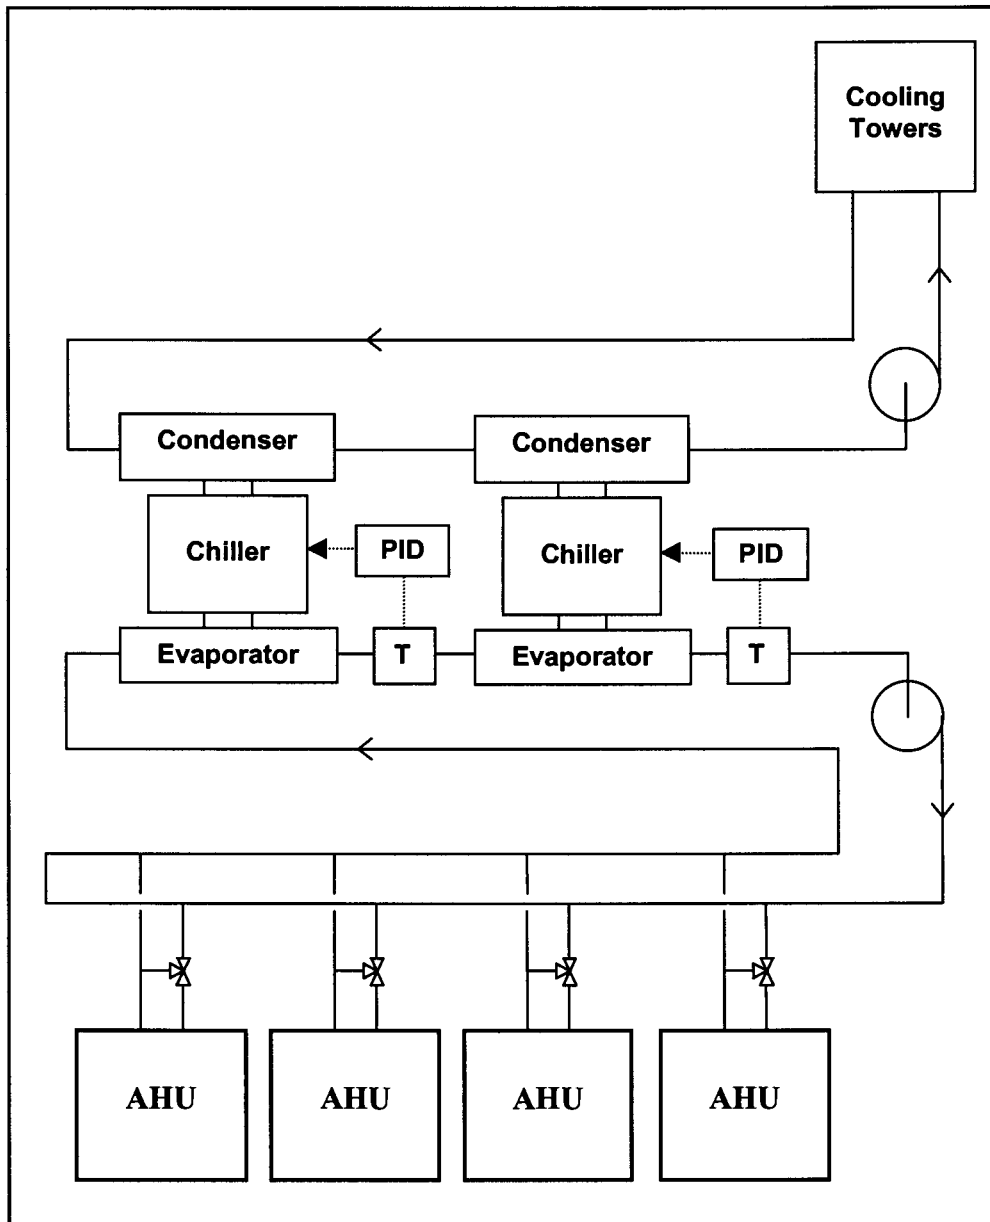 Cooling
Towers
Condenser
Condenser
Chiller
PID
Chiller
PID
Evaporator
T
Evaporator
T
AHU
AHU
AHU
AHU